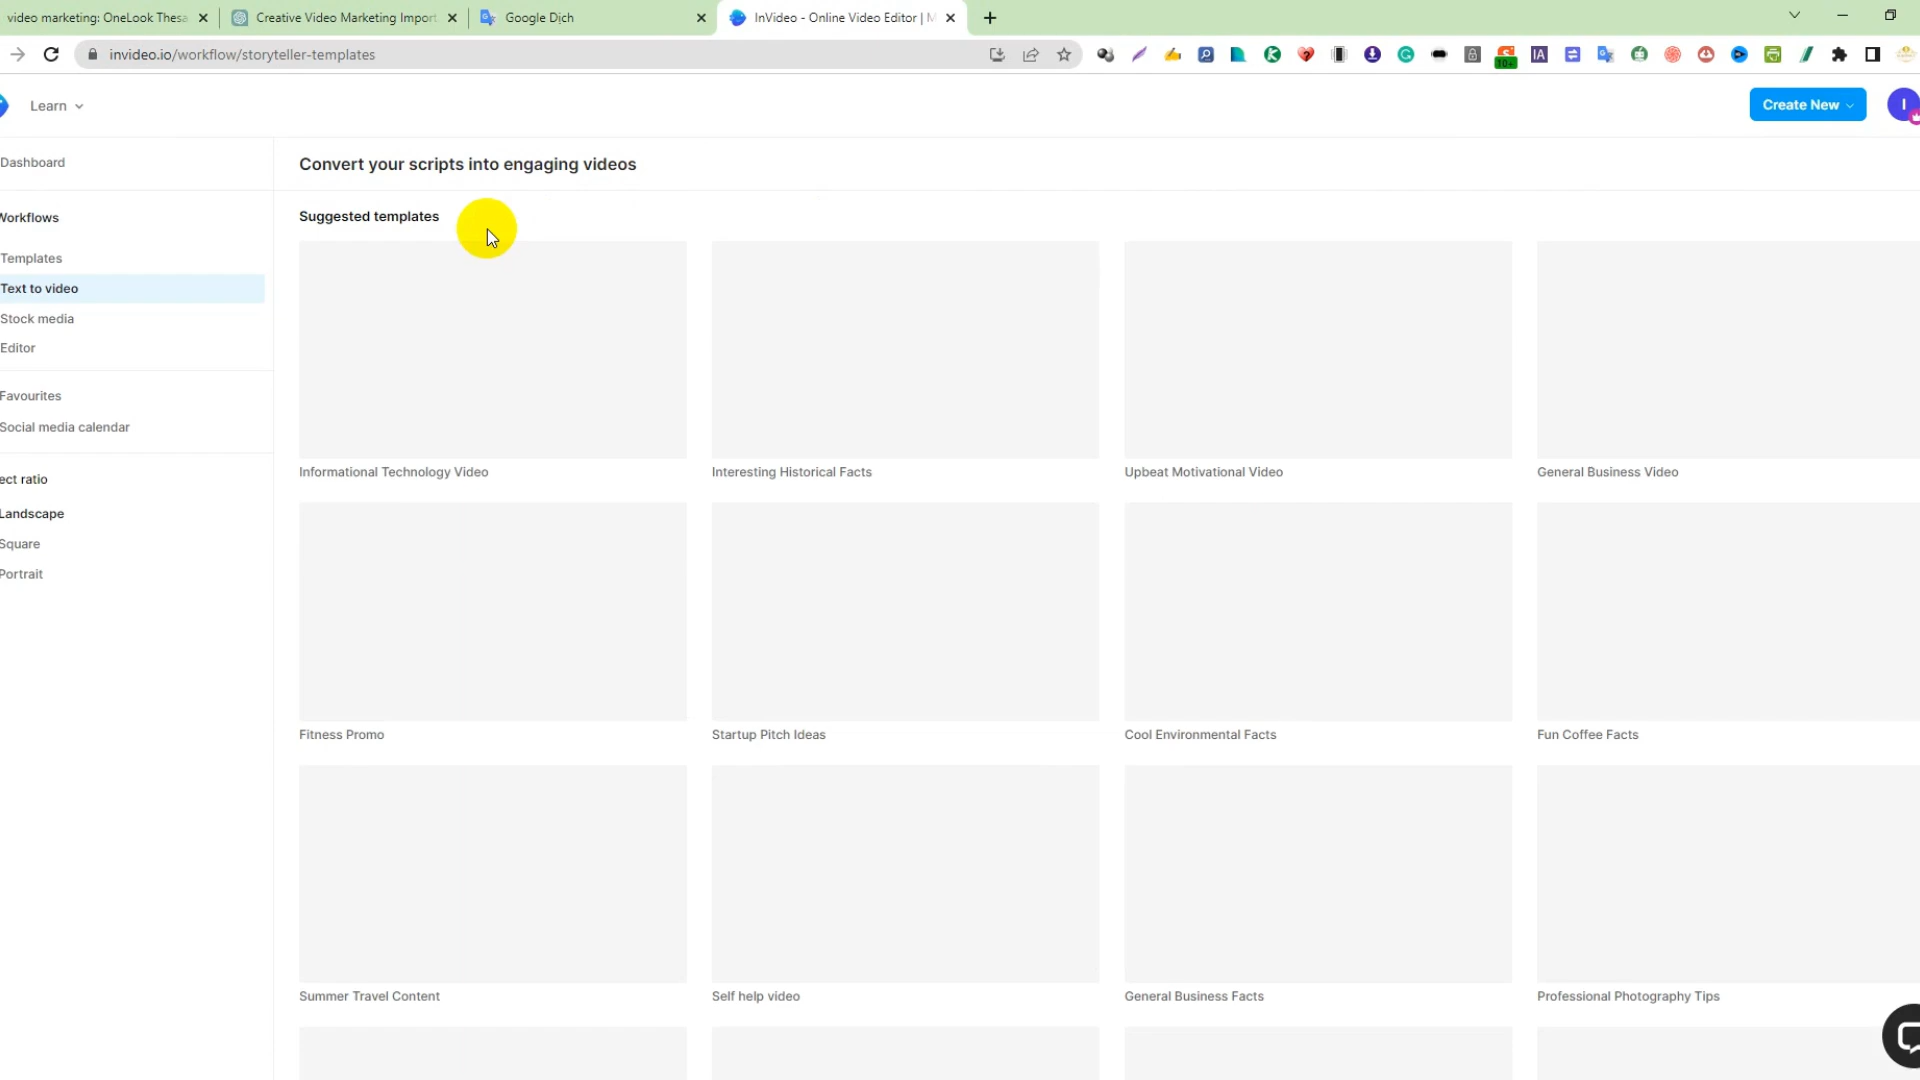 video marketing: OneLook Thesa
Creative Video Marketing Import
Google Dịch
InVideo - Online Video Editor | M
invideo.io/workflow/storyteller-templates
10+
IA
Learn
Create New
I
Dashboard
Convert your scripts into engaging videos
Workflows
Suggested templates
Templates
Text to video
Stock media
Editor
Favourites
Social media calendar
Informational Technology Video
Interesting Historical Facts
Upbeat Motivational Video
General Business Video
ect ratio
Landscape
Square
Portrait
Fitness Promo
Startup Pitch Ideas
Cool Environmental Facts
Fun Coffee Facts
Summer Travel Content
Self help video
General Business Facts
Professional Photography Tips